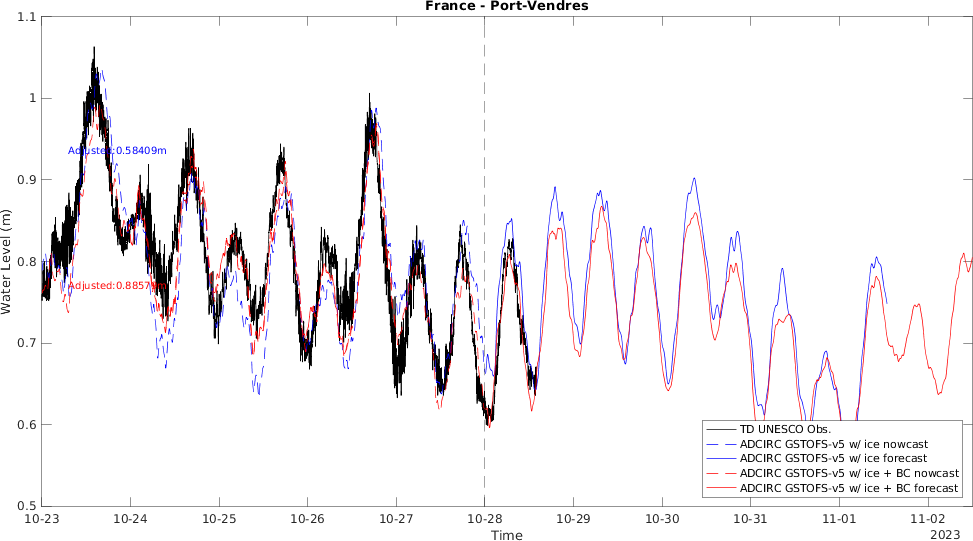 France - Port-Vendres
Water Level (m)
1.1
1
0.9
0.8
0.7
0.6
0.5
Adjusted:0.58409m
TD UNESCO Obs.
ADCIRC GSTOFS-v5 w/ ice nowcast
ADCIRC GSTOFS-v5 w/ ice forecast
ADCIRC GSTOFS-v5 w/ ice + BC nowcast
ADCIRC GSTOFS-v5 w/ ice + BC forecast
10-23 10-24 10-25 10-26 10-27 10-28 10-29 10-30 10-31 11-01 11-02
Time
2023